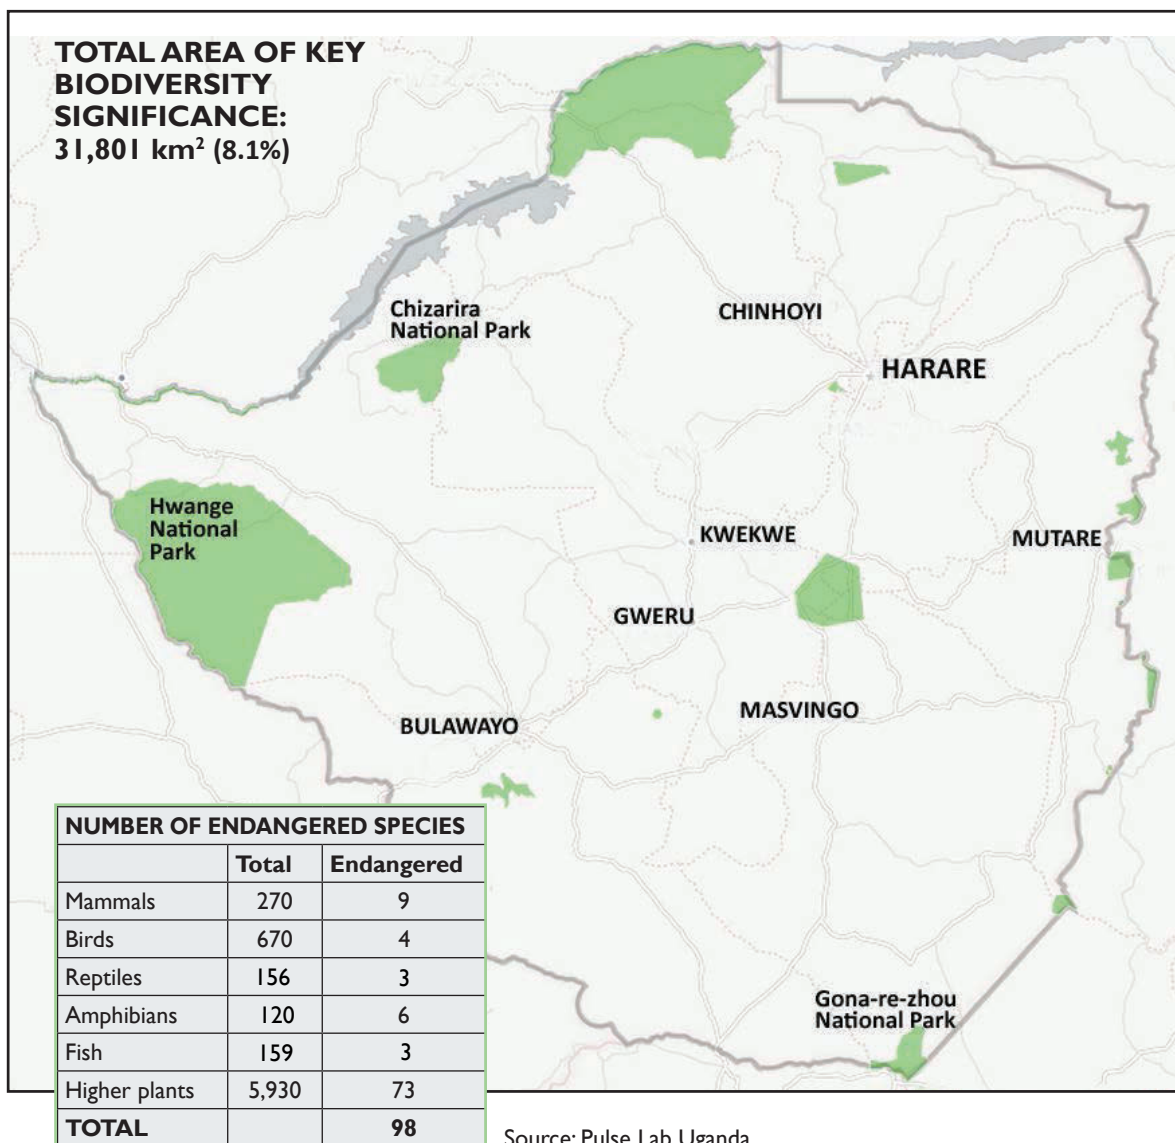 TOTAL AREA OF KEY
BIODIVERSITY
SIGNIFICANCE:
31,801 km² (8.1%)
Chizarira
National Park
CHINHOYI
HARARE
Hwange
National
Park
KWEKWE
MUTARE
GWERU
MASVINGO
BULAWAYO
Gona-re-zhou
National Park
NUMBER OF ENDANGERED SPECIES
Total Endangered
Mammals 270 9
Birds 670 4
Reptiles 156 3
Amphibians 120 6
Fish 159 3
Higher plants 5,930 73
TOTAL 98
Source: Pulse Lab Uganda